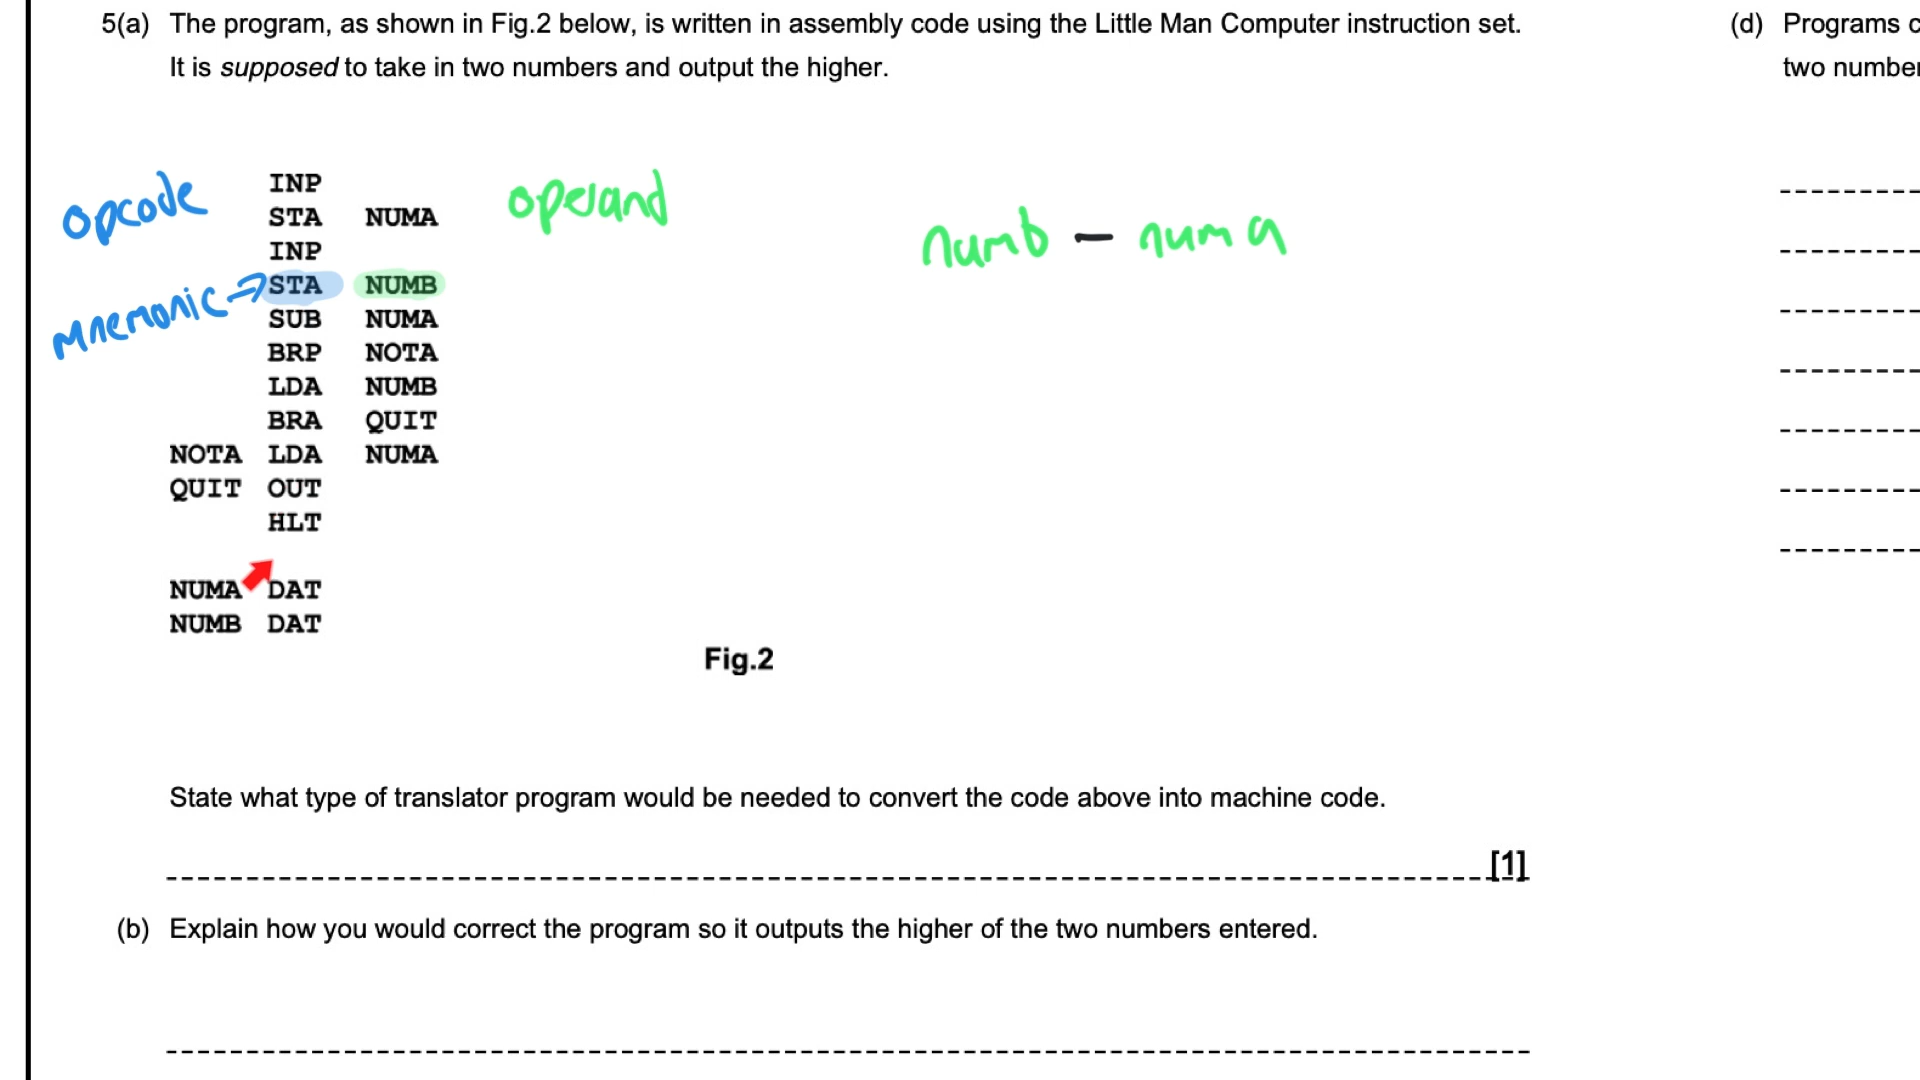 5(a) The program, as shown in Fig.2 below, is written in assembly code using the Little Man Computer instruction set.
It is supposed to take in two numbers and output the higher.
opcode
mnemonic →
operand
numb - numa
INP
STA NUMA
INP
STA NUMB
SUB NUMA
BRP NOTA
LDA NUMB
BRA QUIT
NOTA LDA NUMA
QUIT OUT
HLT
NUMA DAT
NUMB DAT
Fig.2
State what type of translator program would be needed to convert the code above into machine code.
[1]
(b) Explain how you would correct the program so it outputs the higher of the two numbers entered.
(d) Programs
two